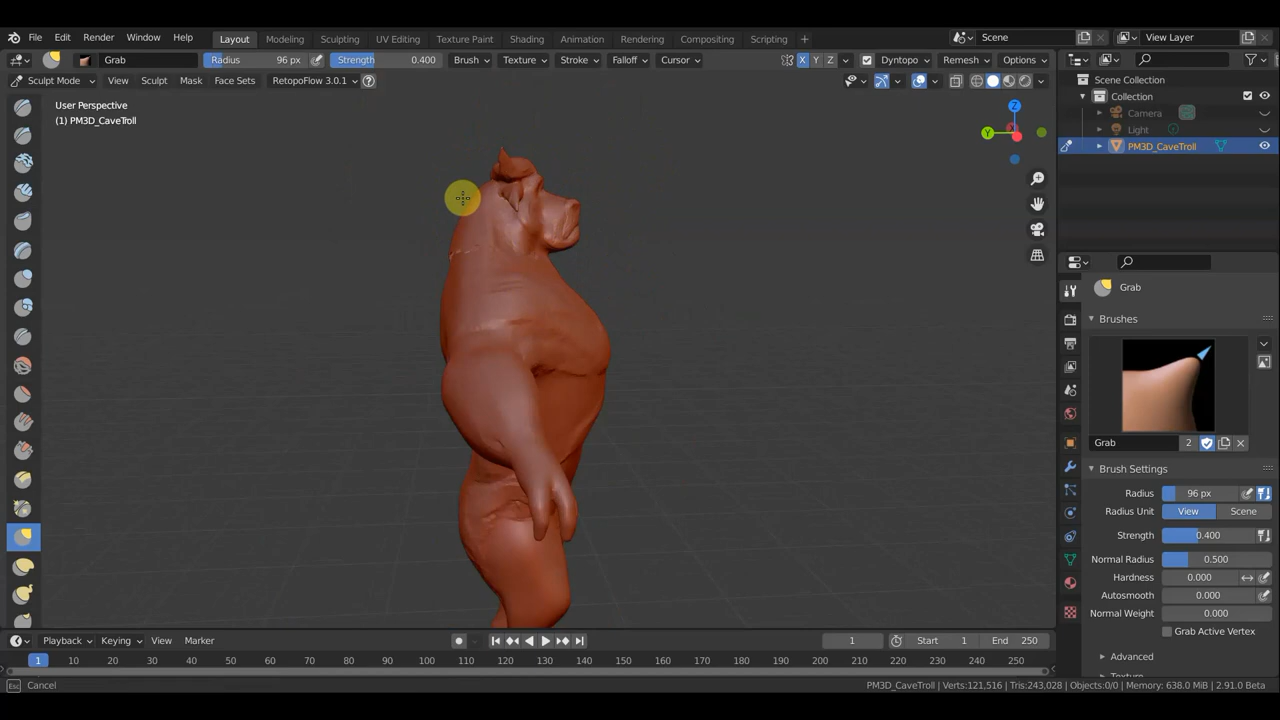 File Edit Render Window Help Layout Modeling Sculpting UV Editing Texture Paint Shading Animation Rendering Compositing Scripting + Scene View Layer
Grab Radius 96 px Strength 0.400 Brush Texture Stroke Falloff Cursor X Y Z Dyntopo Remesh Options
Sculpt Mode View Sculpt Mask Face Sets RetopoFlow 3.0.1
Scene Collection
Collection
Camera
Light
PM3D_CaveTroll
User Perspective
(1) PM3D_CaveTroll
Z
Y
Grab
Brushes
Grab 2
Brush Settings
Radius 96 px
Radius Unit View Scene
Strength 0.400
Normal Radius 0.500
Hardness 0.000
Autosmooth 0.000
Normal Weight 0.000
Grab Active Vertex
Advanced
Playback Keying View Marker 1 Start 1 End 250
1 10 20 30 40 50 60 70 80 90 100 110 120 130 140 150 160 170 180 190 200 210 220 230 240 250
Esc Cancel PM3D_CaveTroll | Verts:121,516 | Tris:243,028 | Objects:0/0 | Memory: 638.0 MiB | 2.91.0 Beta